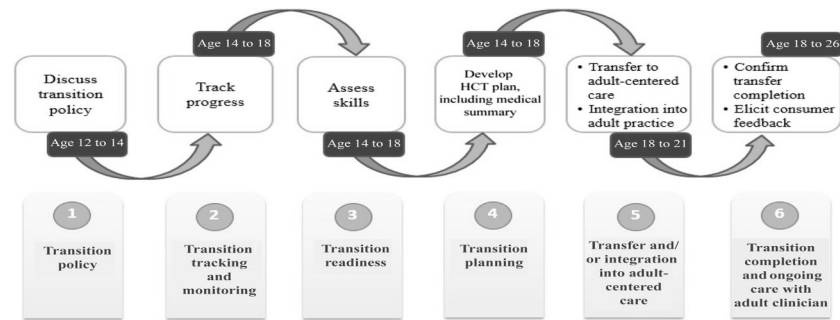 Age 14 to 18
Age 14 to 18
Age 18 to 26
Discuss
transition
policy
Track
progress
Assess
skills
Develop
HCT plan,
including medical
summary
• Transfer to
adult-centered
care
• Integration into
adult practice
• Confirm
transfer
completion
• Elicit consumer
feedback
Age 12 to 14
Age 14 to 18
Age 18 to 21
1
Transition
policy
2
Transition
tracking
and
monitoring
3
Transition
readiness
4
Transition
planning
5
Transfer and/
or integration
into adult-
centered
care
6
Transition
completion
and ongoing
care with
adult clinician